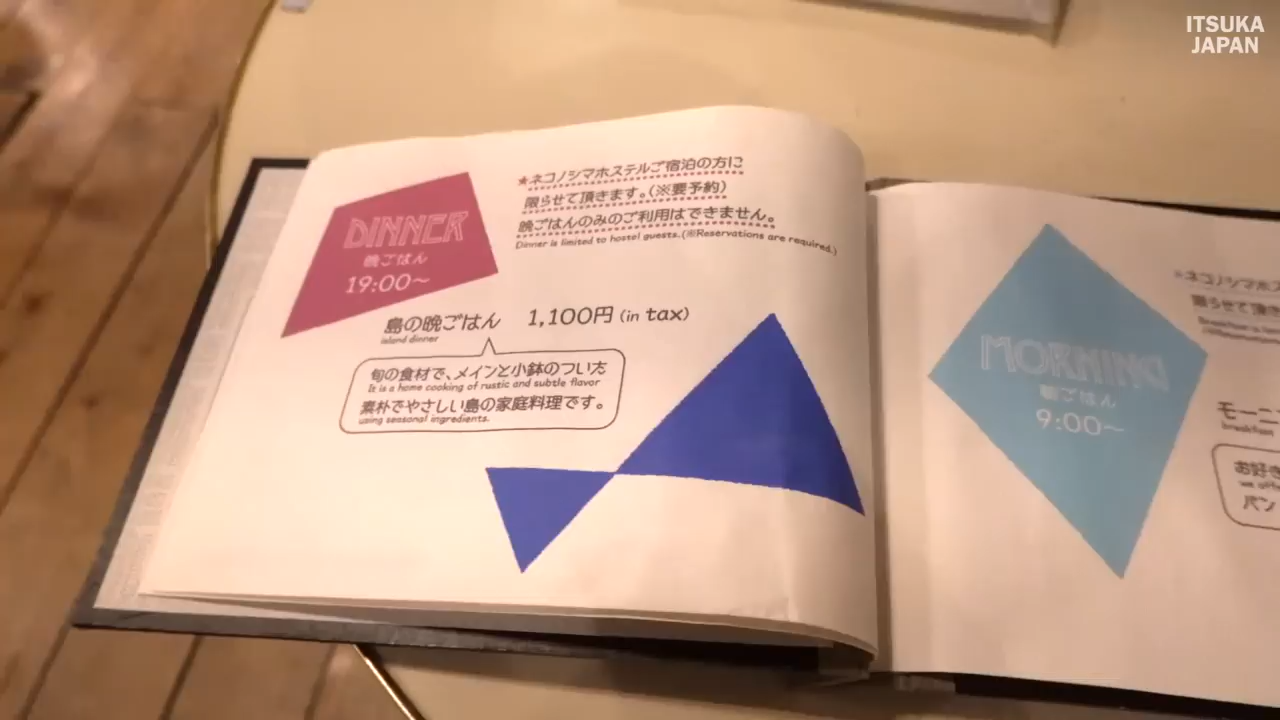 ITSUKA
JAPAN
DINNER
晩ごはん
19:00～
★ネコノシマホステルご宿泊の方に
限らせて頂きます。(※要予約)
晩ごはんのみのご利用はできません。
Dinner is limited to hostel guests.(※Reservations are required.)
島の晩ごはん 1,100円 (in tax)
island dinner
旬の食材で、メインと小鉢のついた
It is a home cooking of rustic and subtle flavor
素朴でやさしい島の家庭料理です。
using seasonal ingredients.
MORNING
朝ごはん
9:00～
ネコノシマホス
限らせて頂
モーニ
breakfast
お好き
we offe
パン